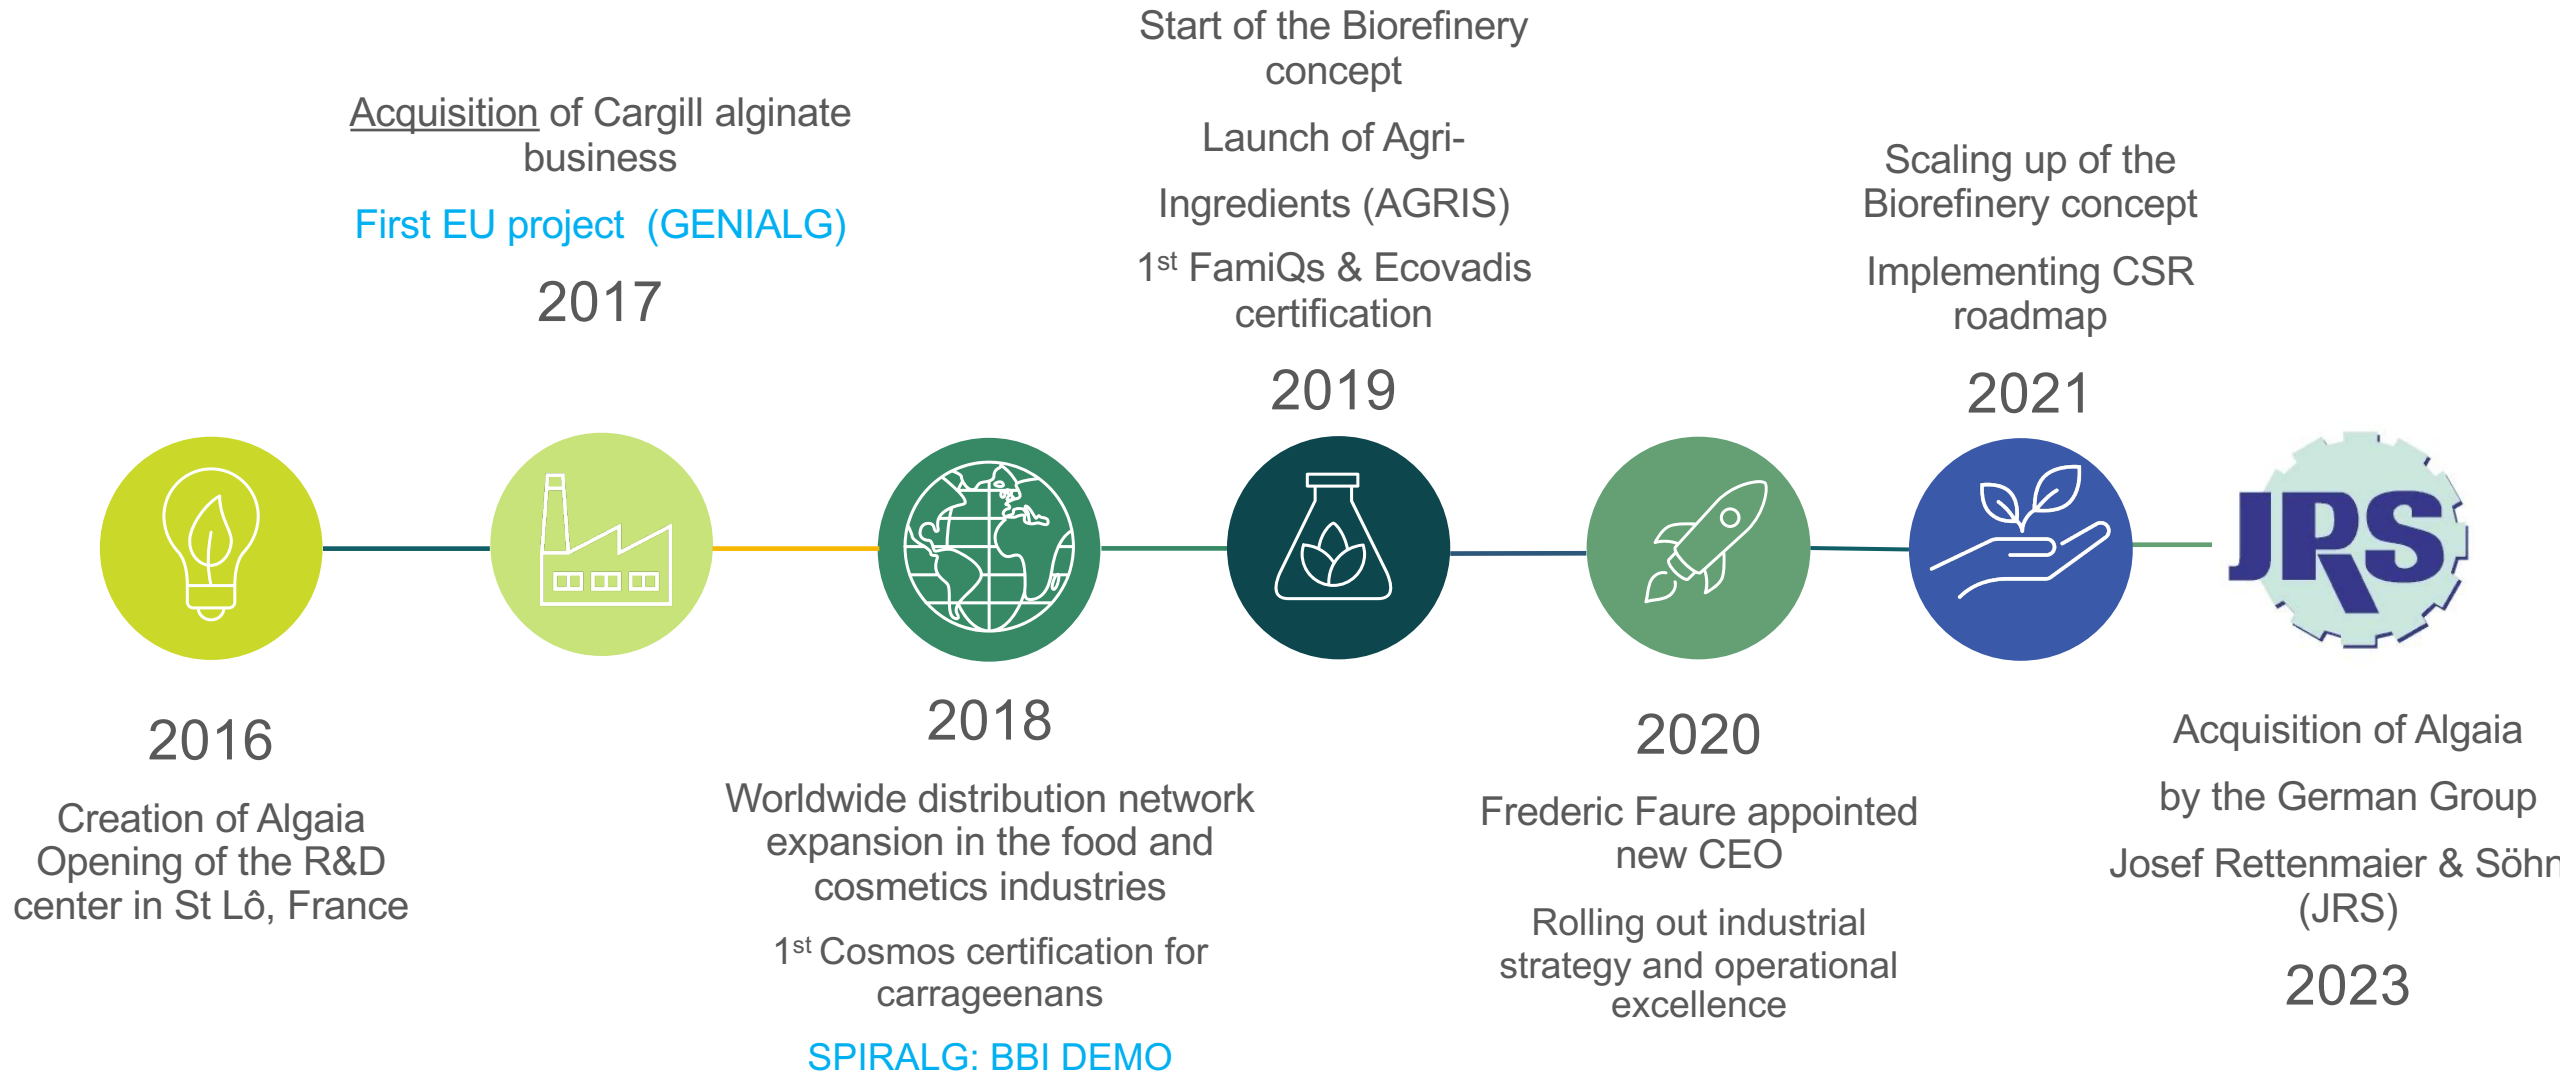 2016
Creation of Algaia
Opening of the R&D
center in St Lô, France
Acquisition of Cargill alginate
business
First EU project (GENIALG)
2017
2018
Worldwide distribution network
expansion in the food and
cosmetics industries
1st Cosmos certification for
carrageenans
SPIRALG: BBI DEMO
Start of the Biorefinery
concept
Launch of Agri-
Ingredients (AGRIS)
1st FamiQs & Ecovadis
certification
2019
2020
Frederic Faure appointed
new CEO
Rolling out industrial
strategy and operational
excellence
Scaling up of the
Biorefinery concept
Implementing CSR
roadmap
2021
JRS
Acquisition of Algaia
by the German Group
Josef Rettenmaier & Söhn
(JRS)
2023